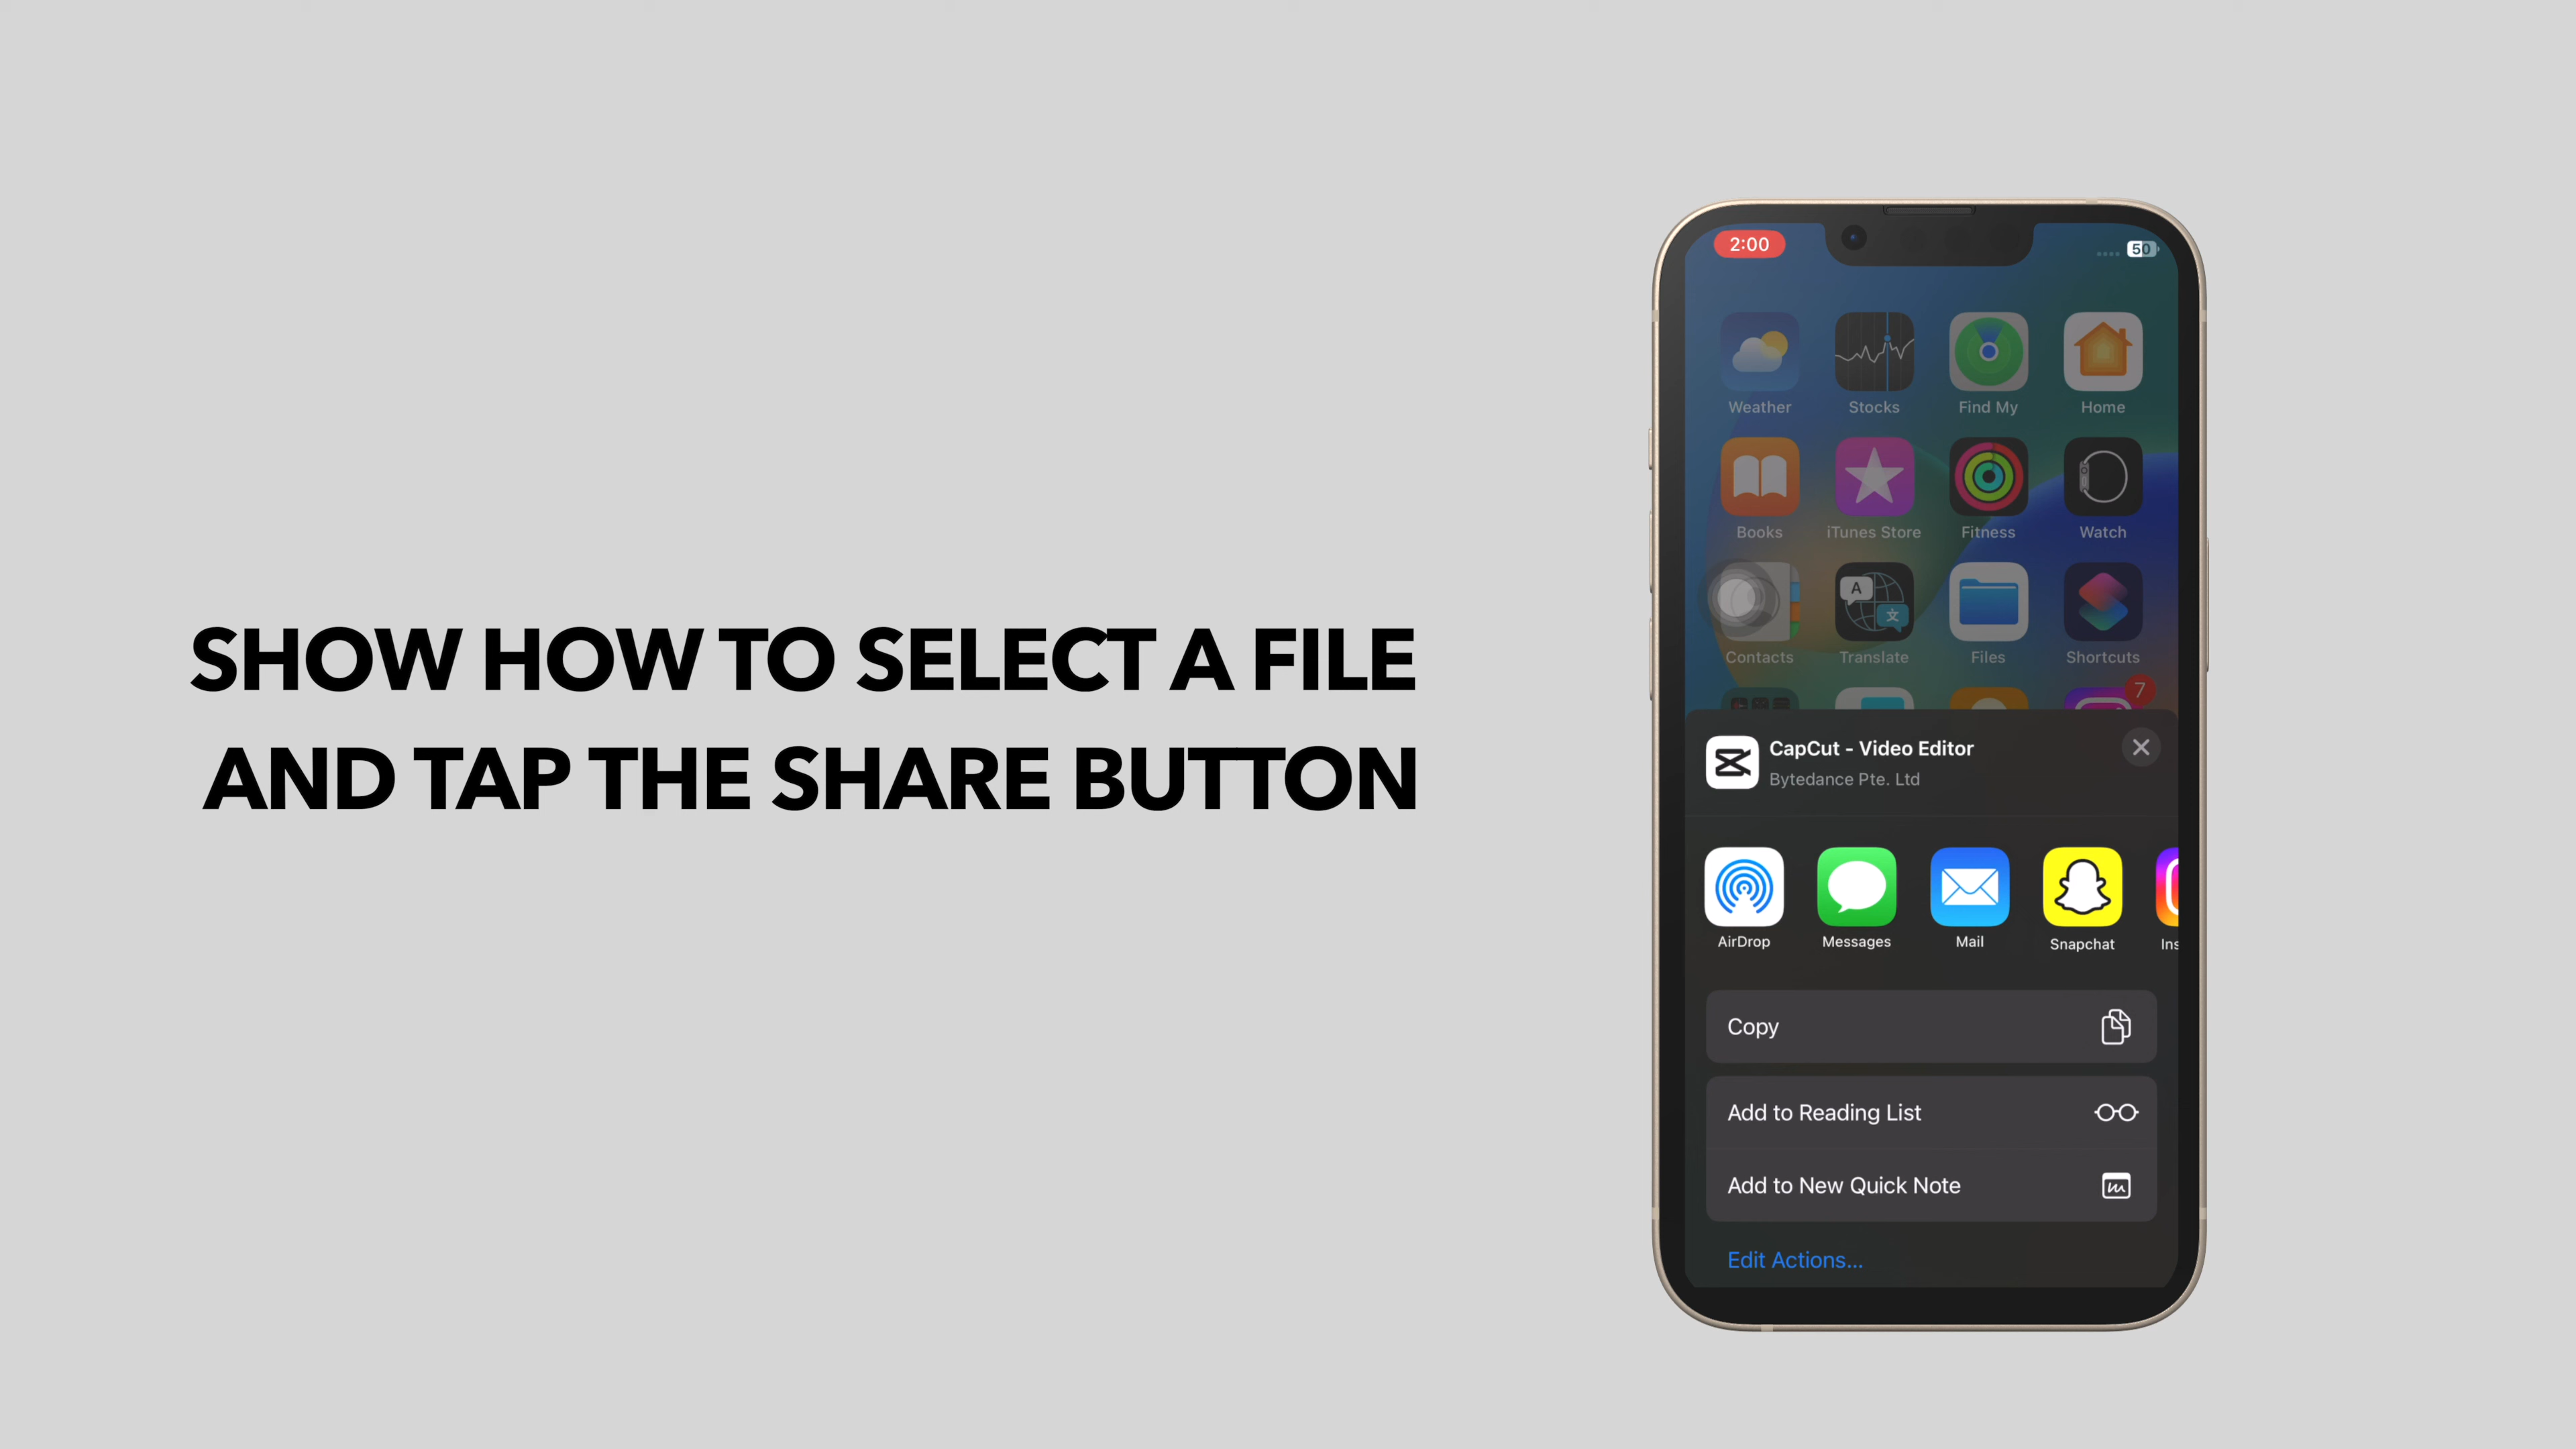 SHOW HOW TO SELECT A FILE
AND TAP THE SHARE BUTTON
2:00
50
Weather Stocks Find My Home
Books iTunes Store Fitness Watch
A
文
Contacts Translate Files Shortcuts
7
CapCut - Video Editor
Bytedance Pte. Ltd
AirDrop Messages Mail Snapchat Ins
Copy
Add to Reading List
Add to New Quick Note
Edit Actions...